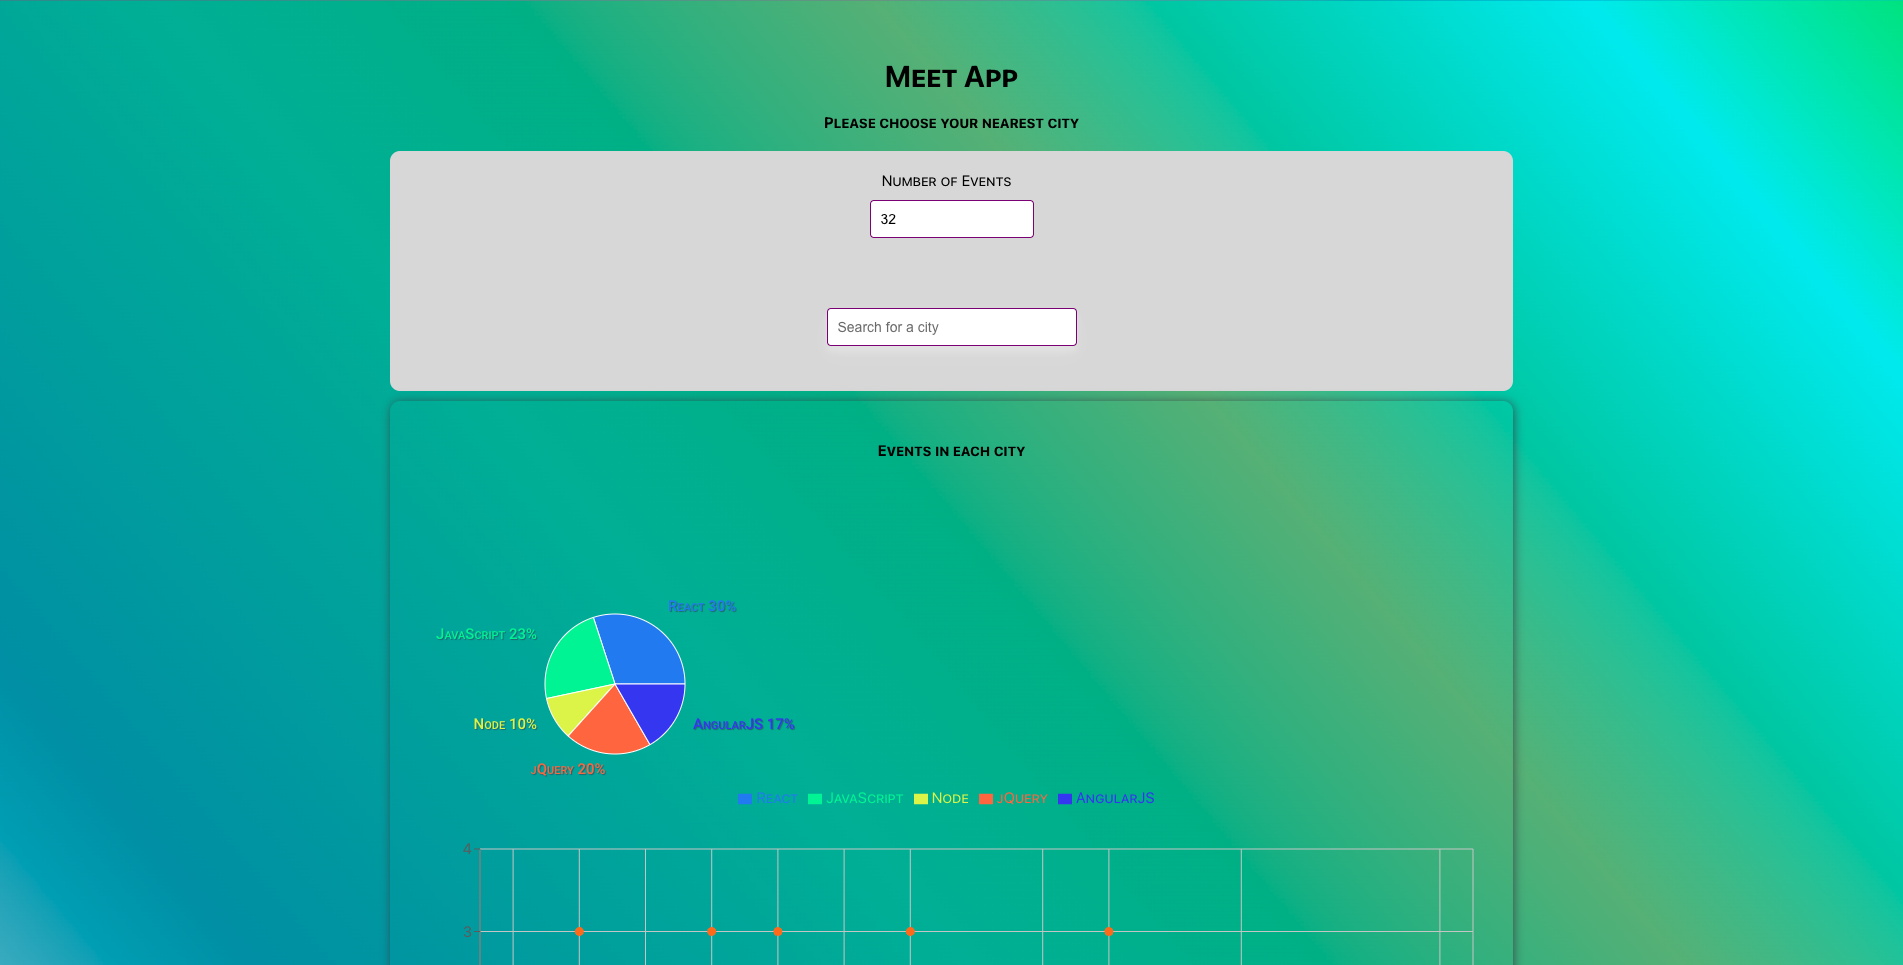 Meet App
Please choose your nearest city
Number of Events
32
Search for a city
Events in each city
React 30%
JavaScript 23%
Node 10%
AngularJS 17%
jQuery 20%
React JavaScript Node jQuery AngularJS
4
3